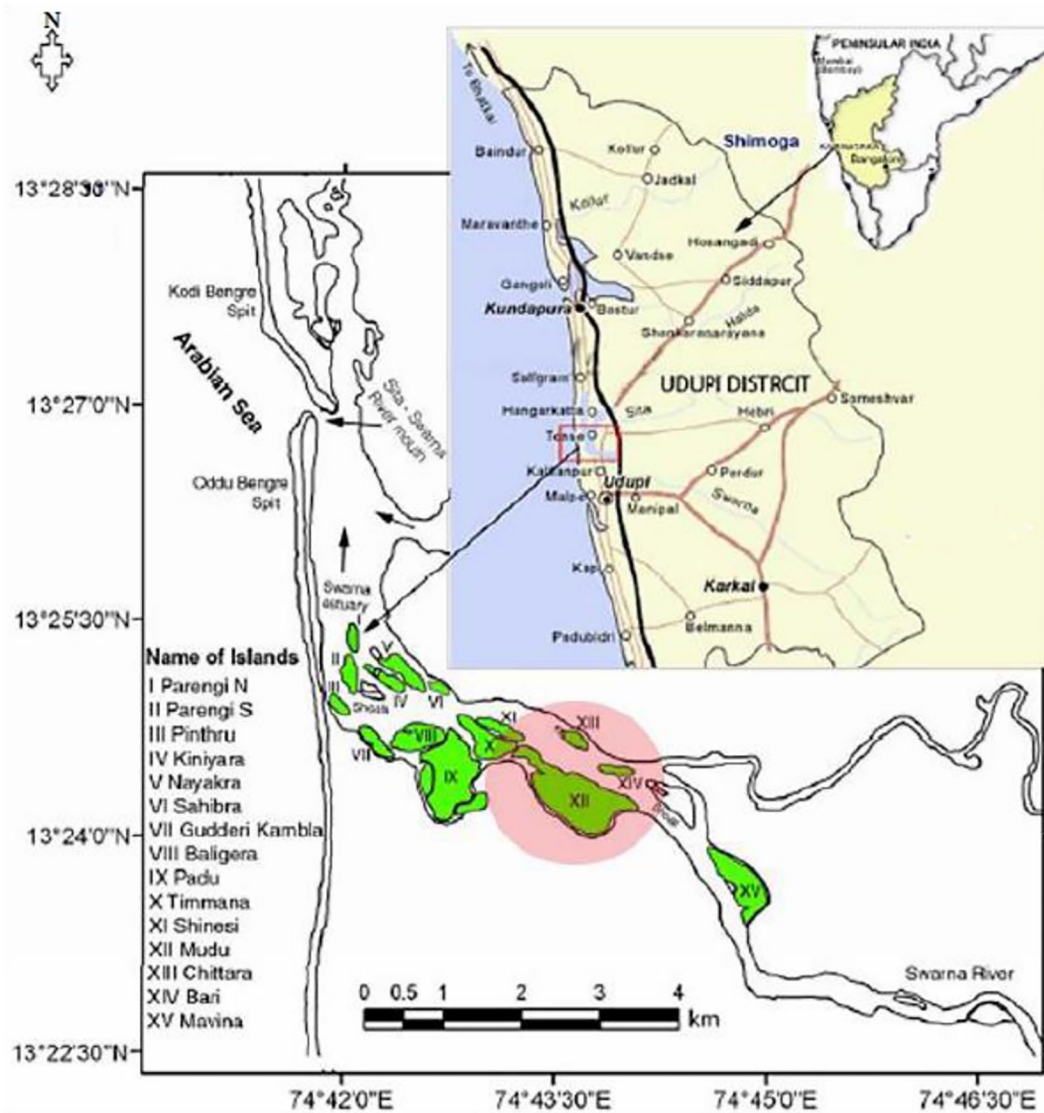 N
PENINSULAR INDIA
Mumbai
(Bombay)
KARNATAKA
Bangalore
To Bhatkal
Shimoga
Baindur
Kollur
Jadkal
Kollur
Maravanthe
Hosangadi
Vandse
Gangoli
Siddapur
Kundapura
Basrur
Halda
Shankaranarayana
Saligram
UDUPI DISTRCIT
Someshvar
Hangarkatta
Sita
Hebri
Tonse
Kallianpur
Perdur
Udupi
Malpe
Manipal
Swarna
Kap
Karkal
Belmanna
Padubidri
13°28'30"N
Kodi Bengre
Spit
Arabian Sea
13°27'0"N
Sita - Swarna
River mouth
Oddu Bengre
Spit
Swarna
estuary
13°25'30"N
I
II
III
IV
V
VI
VII
VIII
IX
X
XI
XII
XIII
XIV
XV
Shoals
Name of Islands
I Parengi N
II Parengi S
III Pinthru
IV Kiniyara
V Nayakra
VI Sahibra
VII Gudderi Kambla
VIII Baligera
IX Padu
X Timmana
XI Shinesi
XII Mudu
XIII Chittara
XIV Bari
XV Mavina
13°24'0"N
Swarna River
0 0.5 1 2 3 4
km
13°22'30"N
74°42'0"E
74°43'30"E
74°45'0"E
74°46'30"E